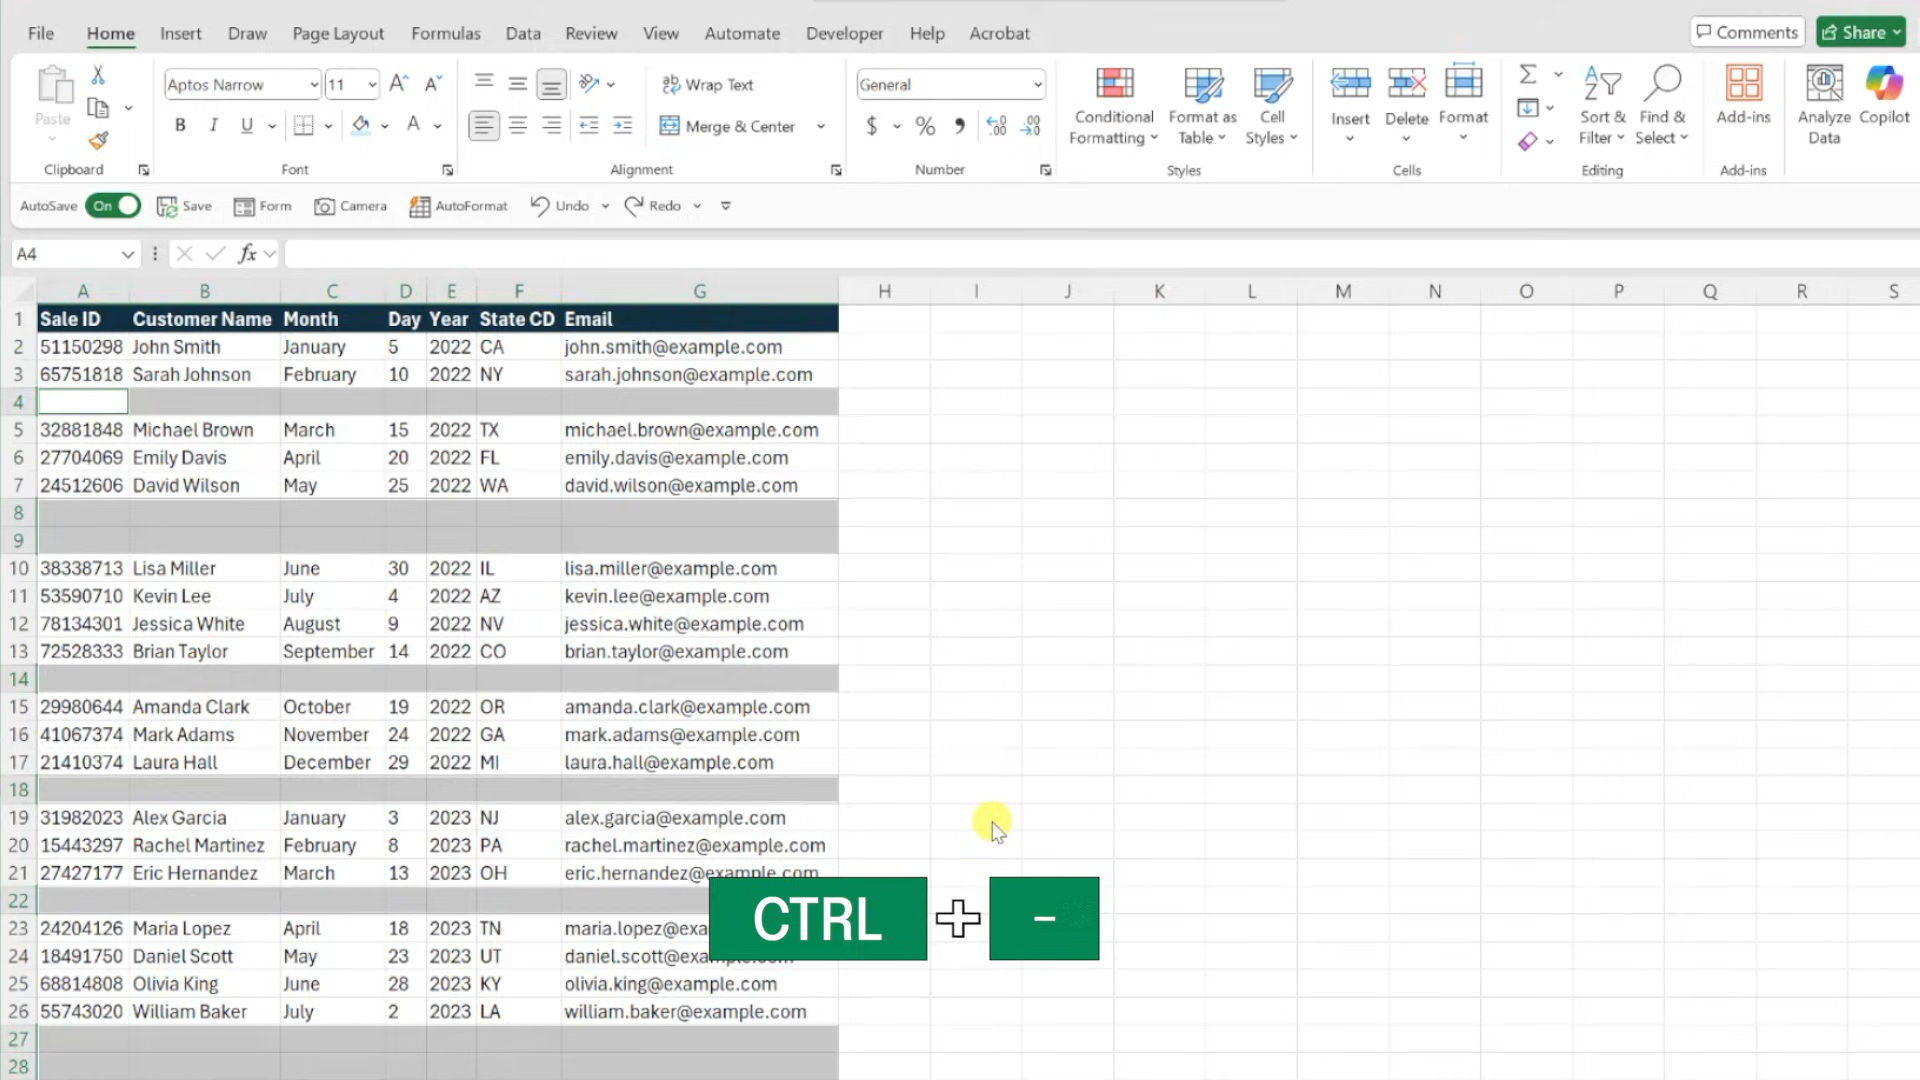 File Home Insert Draw Page Layout Formulas Data Review View Automate Developer Help Acrobat Comments Share
Paste
Clipboard
Aptos Narrow 11
B I U A
Font
Wrap Text
Merge & Center
Alignment
General
$ % 9
Number
Conditional Formatting
Format as Table
Cell Styles
Styles
Insert Delete Format
Cells
Sort & Filter
Find & Select
Editing
Add-ins
Add-ins
Analyze Data
Copilot
AutoSave On Save Form Camera AutoFormat Undo Redo
A4 fx
A B C D E F G H I J K L M N O P Q R S
1 Sale ID Customer Name Month Day Year State CD Email
2 51150298 John Smith January 5 2022 CA john.smith@example.com
3 65751818 Sarah Johnson February 10 2022 NY sarah.johnson@example.com
4
5 32881848 Michael Brown March 15 2022 TX michael.brown@example.com
6 27704069 Emily Davis April 20 2022 FL emily.davis@example.com
7 24512606 David Wilson May 25 2022 WA david.wilson@example.com
8
9
10 38338713 Lisa Miller June 30 2022 IL lisa.miller@example.com
11 53590710 Kevin Lee July 4 2022 AZ kevin.lee@example.com
12 78134301 Jessica White August 9 2022 NV jessica.white@example.com
13 72528333 Brian Taylor September 14 2022 CO brian.taylor@example.com
14
15 29980644 Amanda Clark October 19 2022 OR amanda.clark@example.com
16 41067374 Mark Adams November 24 2022 GA mark.adams@example.com
17 21410374 Laura Hall December 29 2022 MI laura.hall@example.com
18
19 31982023 Alex Garcia January 3 2023 NJ alex.garcia@example.com
20 15443297 Rachel Martinez February 8 2023 PA rachel.martinez@example.com
21 27427177 Eric Hernandez March 13 2023 OH eric.hernandez@example.com
22
CTRL + -
23 24204126 Maria Lopez April 18 2023 TN maria.lopez@exa
24 18491750 Daniel Scott May 23 2023 UT daniel.scott@example.com
25 68814808 Olivia King June 28 2023 KY olivia.king@example.com
26 55743020 William Baker July 2 2023 LA william.baker@example.com
27
28